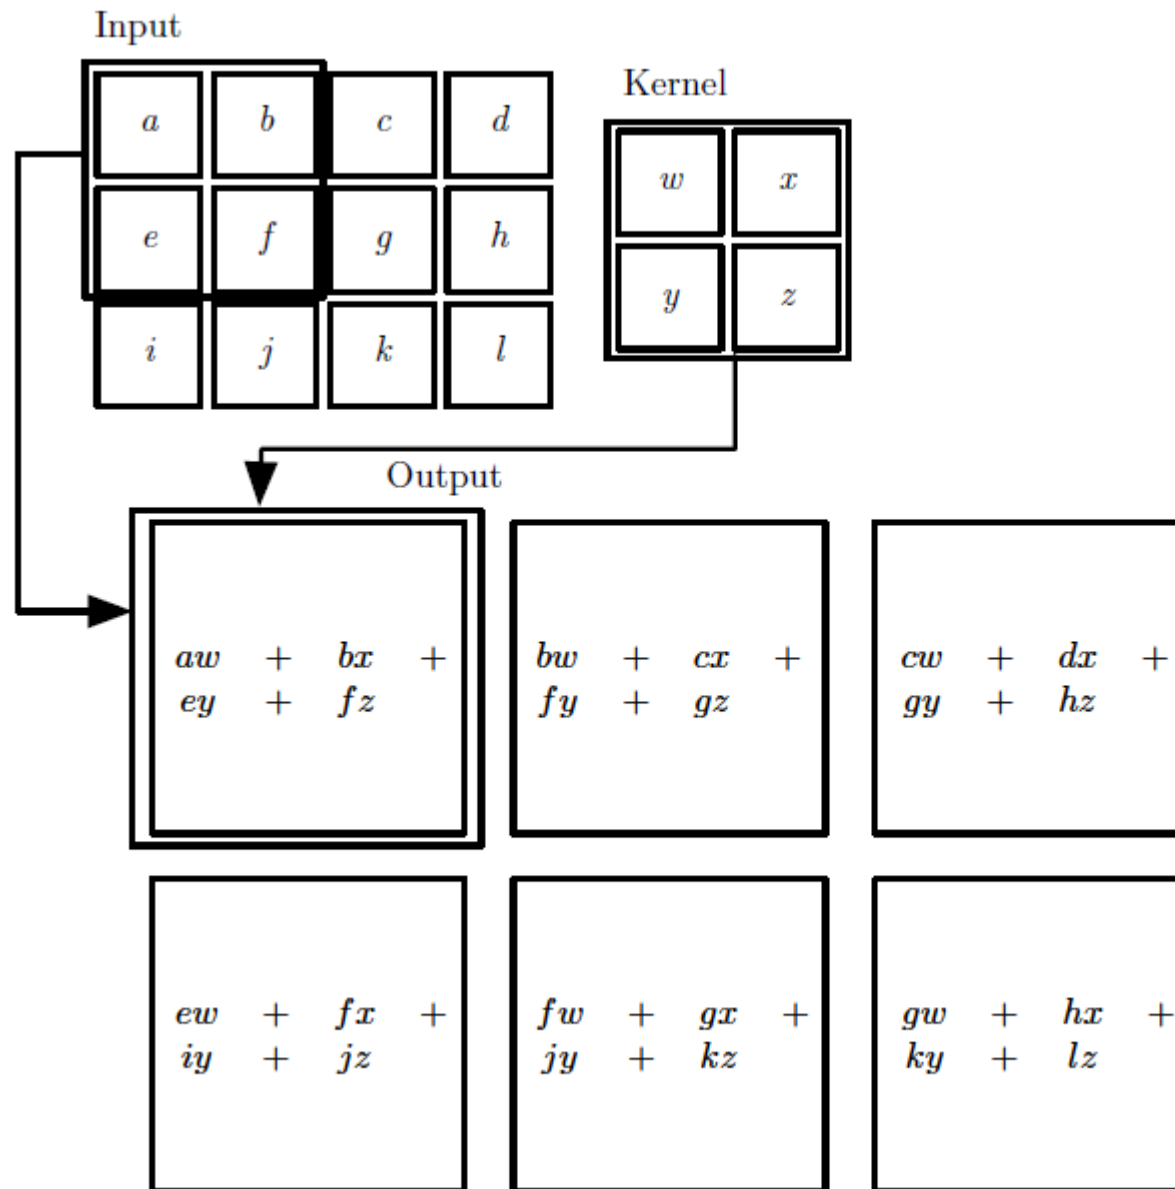 Input
a b c d
e f g h
i j k l
Kernel
w x
y z
Output
aw + bx +
ey + fz
bw + cx +
fy + gz
cw + dx +
gy + hz
ew + fx +
iy + jz
fw + gx +
jy + kz
gw + hx +
ky + lz